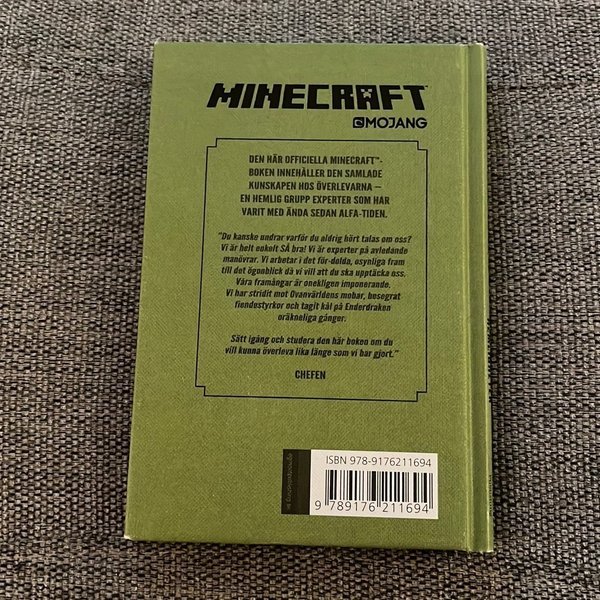 MINECRAFT™
MOJANG
DEN HÄR OFFICIELLA MINECRAFT™-
BOKEN INNEHÅLLER DEN SAMLADE
KUNSKAPEN HOS ÖVERLEVARNA –
EN HEMLIG GRUPP EXPERTER SOM HAR
VARIT MED ÄNDA SEDAN ALFA-TIDEN.
"Du kanske undrar varför du aldrig hört talas om oss?
Vi är helt enkelt SÅ bra! Vi är experter på avledande
manövrar. Vi arbetar i det för-dolda, osynliga fram
till det ögonblick då vi vill att du ska upptäcka oss.
Våra framångar är onekligen imponerande.
Vi har stridit mot Ovanvärldens mobar, besegrat
fiendestyrkor och tagit kål på Enderdraken
oräkneliga gånger.
Sätt igång och studera den här boken om du
vill kunna överleva lika länge som vi har gjort."
CHEFEN
ISBN 978-9176211694
9 789176 211694